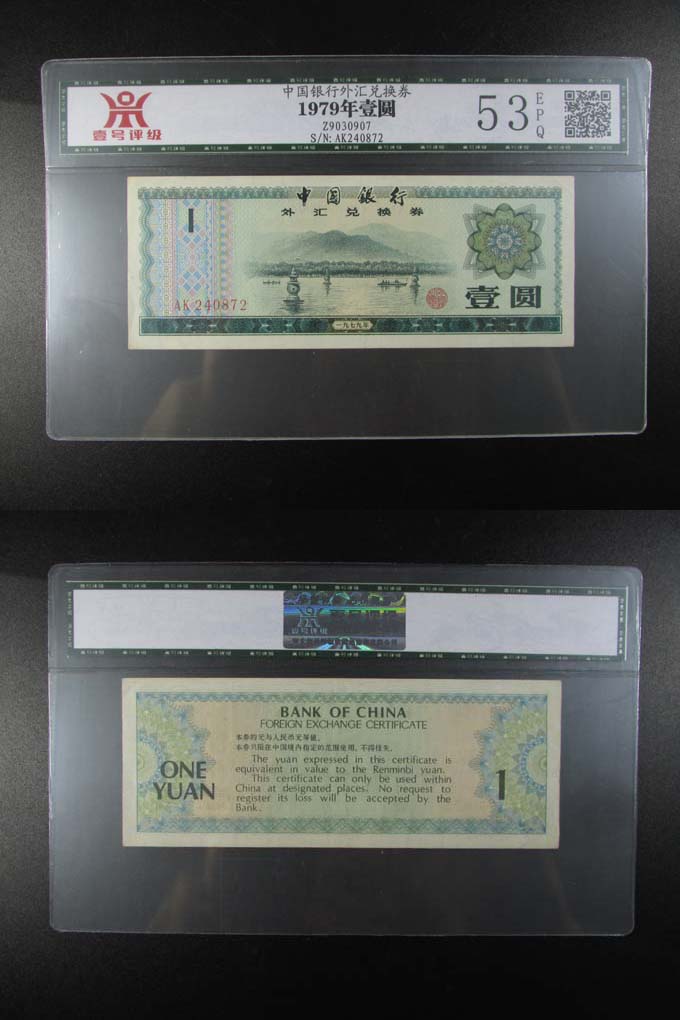 壹号评级
中国银行外汇兑换券
1979年壹圆
Z9030907
S/N: AK240872
53
EPQ
中国银行
外汇兑换券
1
AK240872
壹圆
一九七九年
壹号评级
BANK OF CHINA
FOREIGN EXCHANGE CERTIFICATE
本券的元与人民币元等值。
本券只限在中国境内指定的范围使用,不得挂失。
ONE
YUAN
The yuan expressed in this certificate is
equivalent in value to the Renminbi yuan.
This certificate can only be used within
China at designated places. No request to
register its loss will be accepted by the
Bank.
1